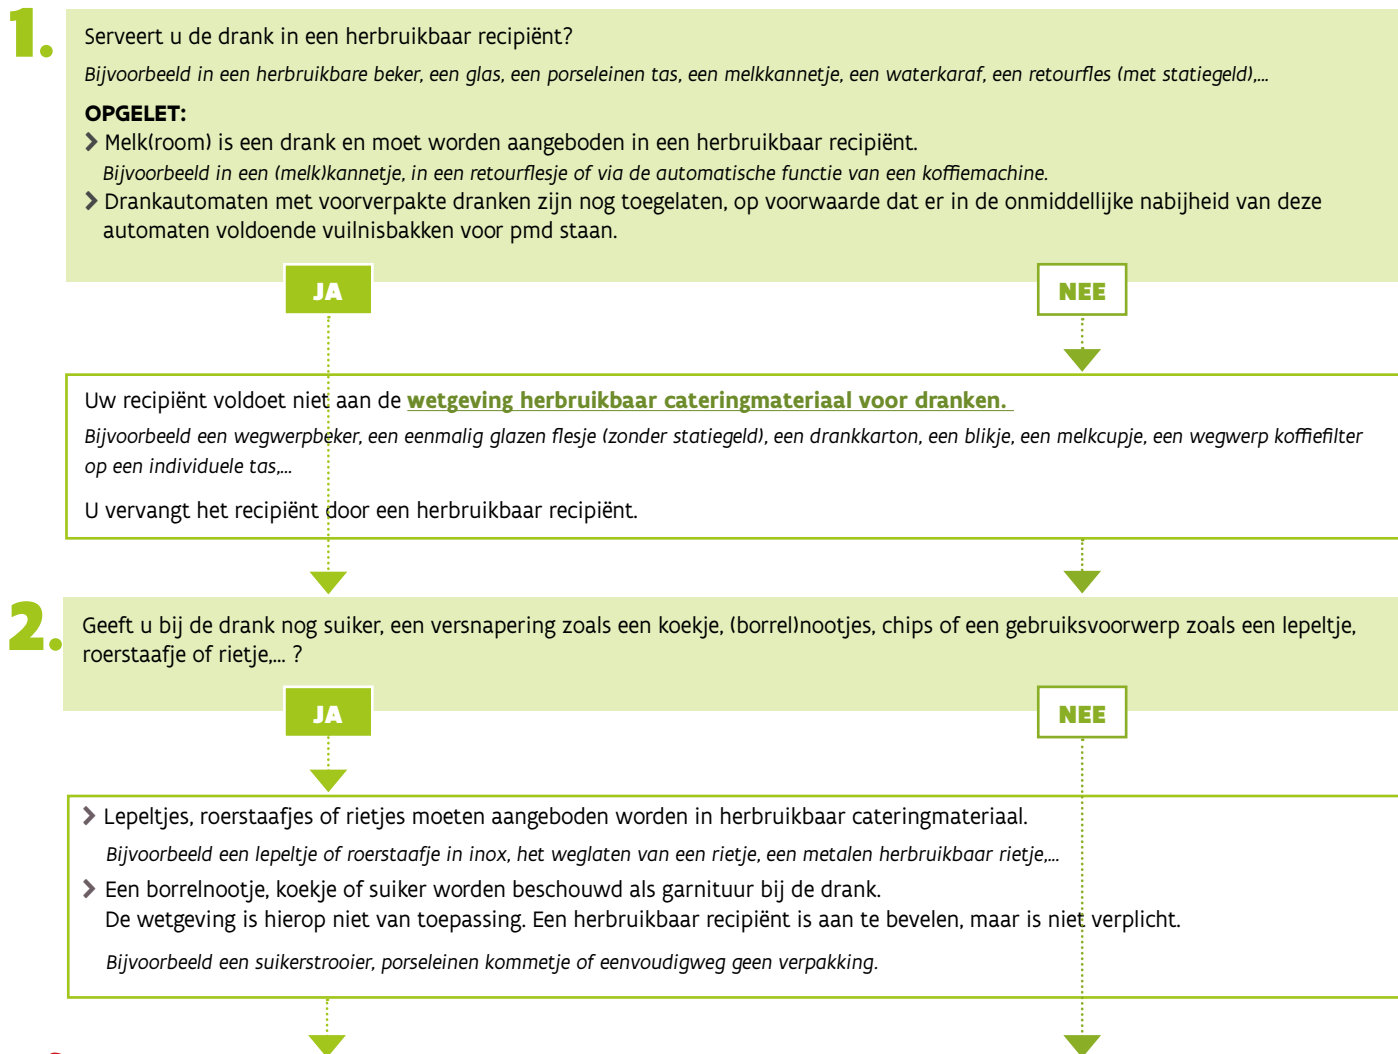 1.
Serveert u de drank in een herbruikbaar recipiënt?
Bijvoorbeeld in een herbruikbare beker, een glas, een porseleinen tas, een melkkannetje, een waterkaraf, een retourfles (met statiegeld),...
OPGELET:
Melk(room) is een drank en moet worden aangeboden in een herbruikbaar recipiënt.
Bijvoorbeeld in een (melk)kannetje, in een retourflesje of via de automatische functie van een koffiemachine.
Drankautomaten met voorverpakte dranken zijn nog toegelaten, op voorwaarde dat er in de onmiddellijke nabijheid van deze
automaten voldoende vuilnisbakken voor pmd staan.
JA
NEE
Uw recipiënt voldoet niet aan de wetgeving herbruikbaar cateringmateriaal voor dranken.
Bijvoorbeeld een wegwerpbeker, een eenmalig glazen flesje (zonder statiegeld), een drankkarton, een blikje, een melkcupje, een wegwerp koffiefilter
op een individuele tas,...
U vervangt het recipiënt door een herbruikbaar recipiënt.
2.
Geeft u bij de drank nog suiker, een versnapering zoals een koekje, (borrel)nootjes, chips of een gebruiksvoorwerp zoals een lepeltje,
roerstaafje of rietje,... ?
JA
NEE
Lepeltjes, roerstaafjes of rietjes moeten aangeboden worden in herbruikbaar cateringmateriaal.
Bijvoorbeeld een lepeltje of roerstaafje in inox, het weglaten van een rietje, een metalen herbruikbaar rietje,...
Een borrelnootje, koekje of suiker worden beschouwd als garnituur bij de drank.
De wetgeving is hierop niet van toepassing. Een herbruikbaar recipiënt is aan te bevelen, maar is niet verplicht.
Bijvoorbeeld een suikerstrooier, porseleinen kommetje of eenvoudigweg geen verpakking.